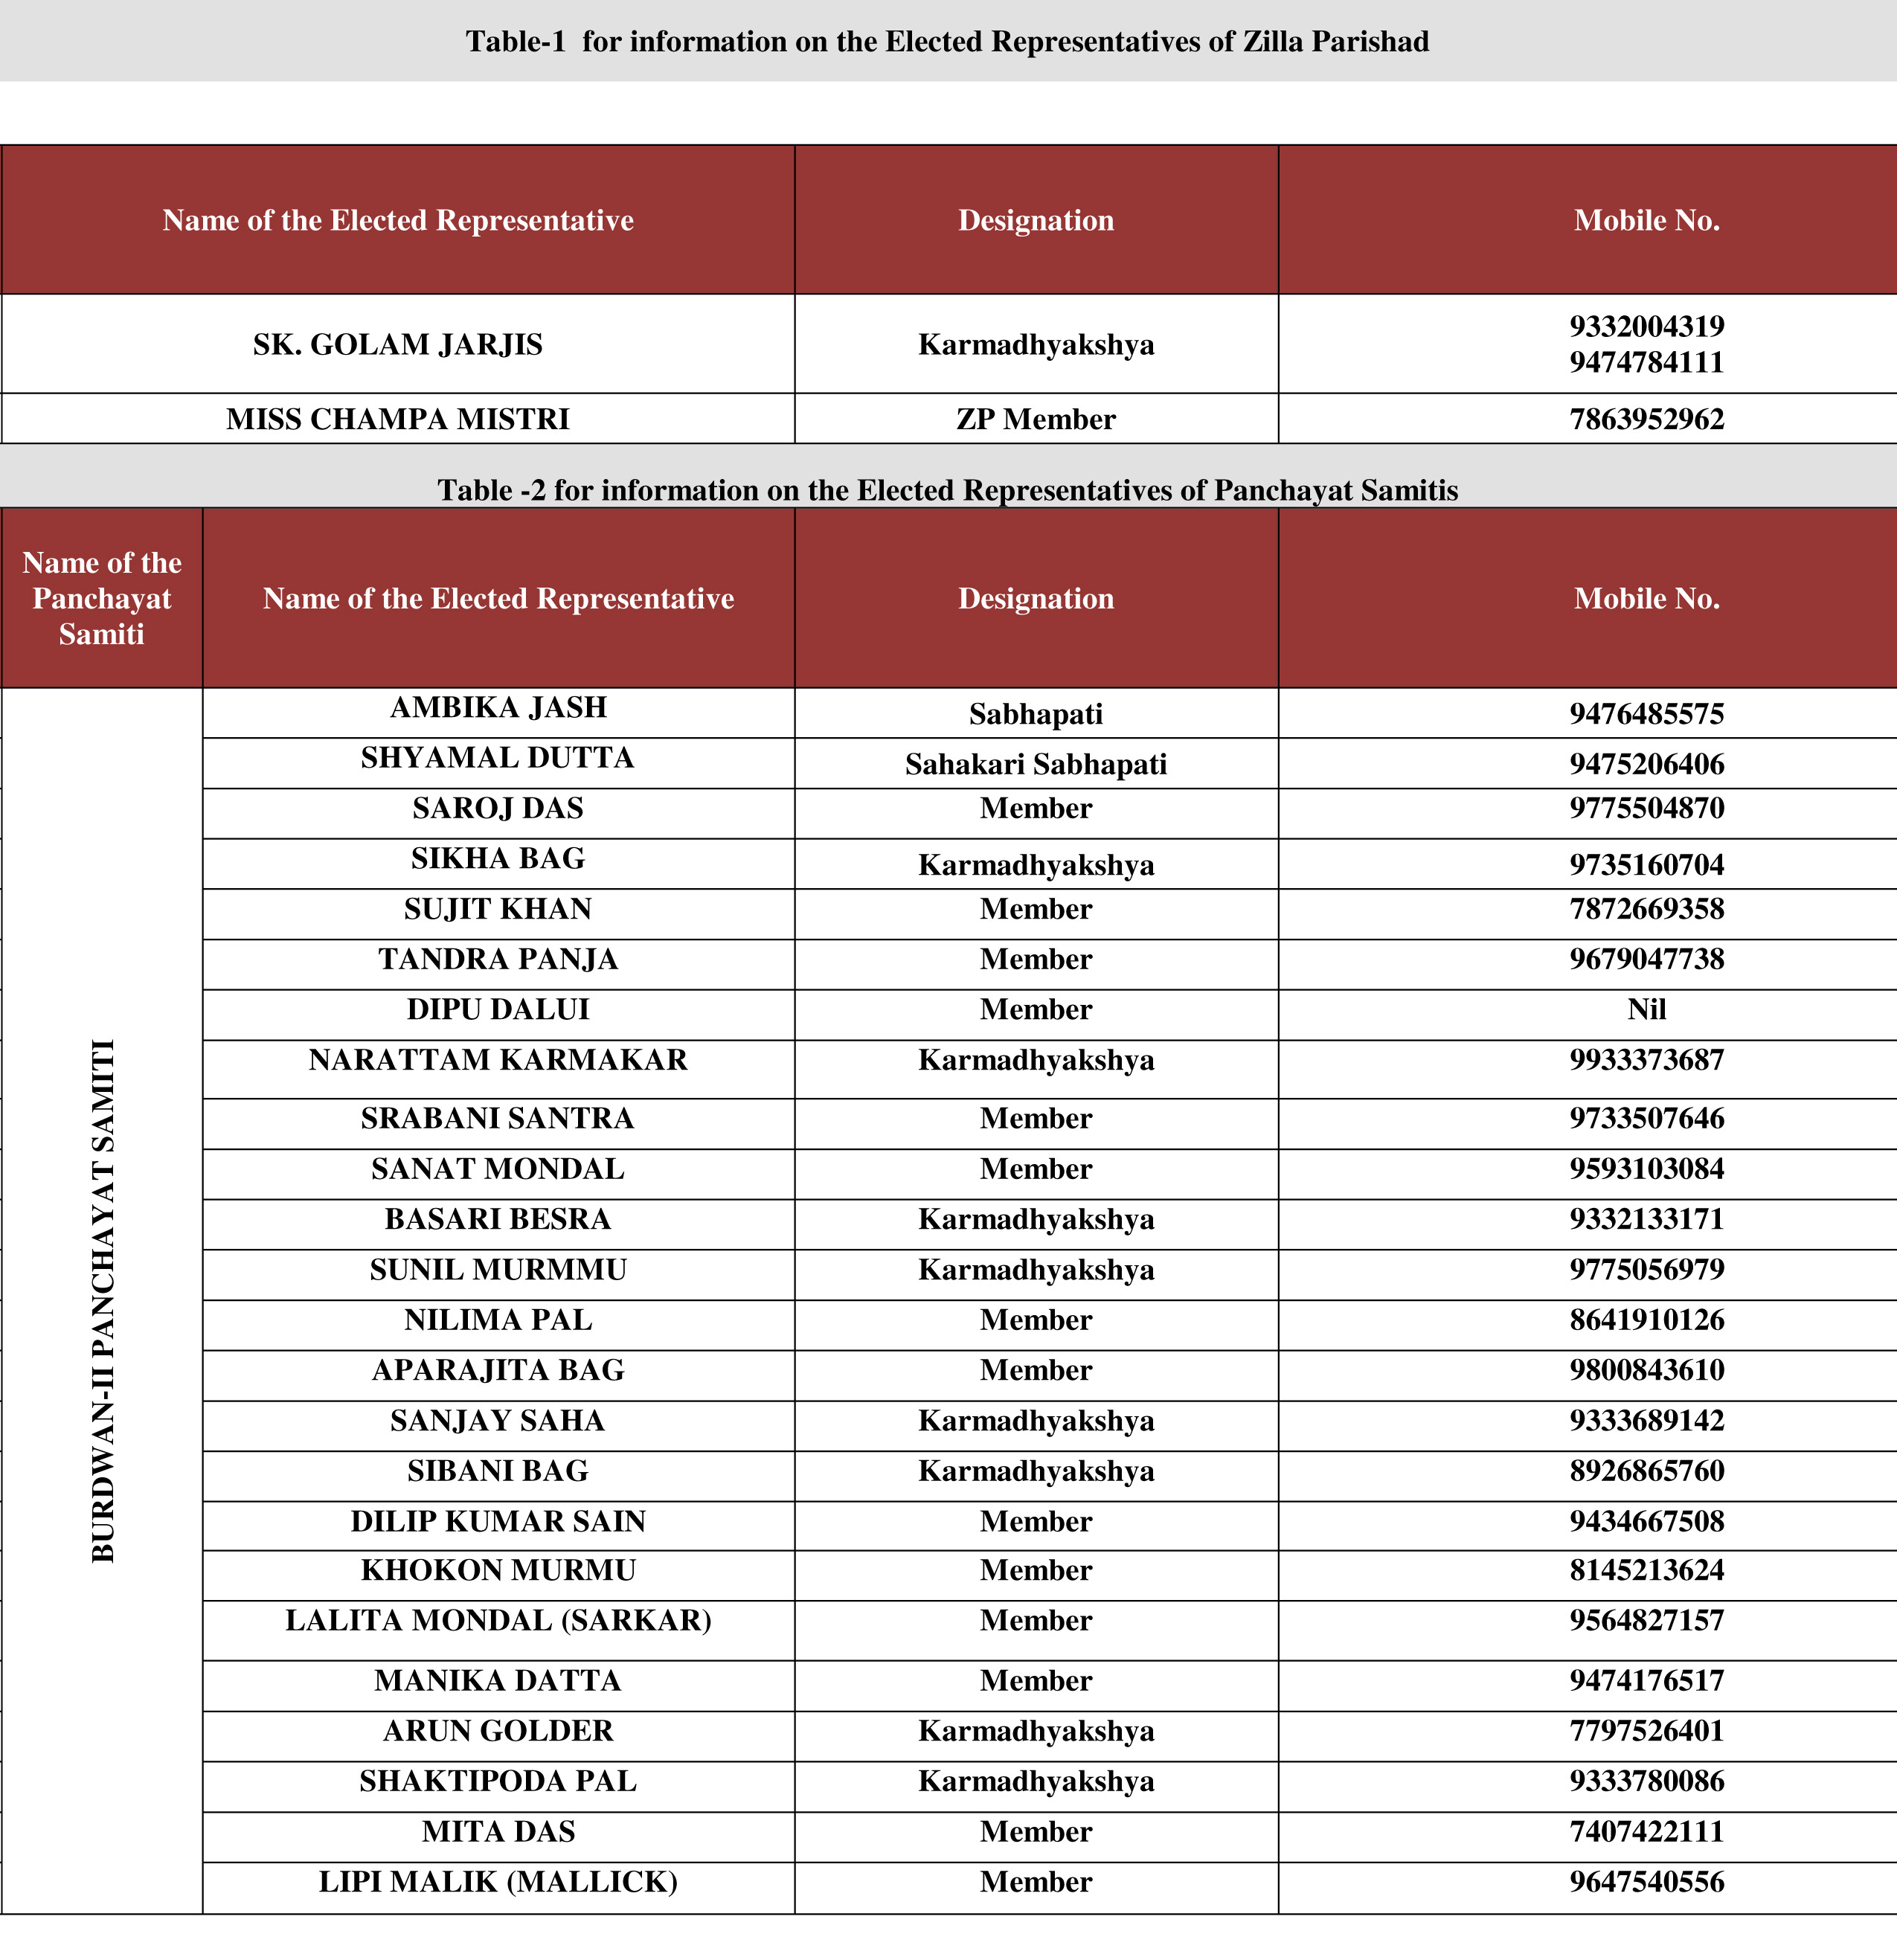 Table-1 for information on the Elected Representatives of Zilla Parishad
Name of the Elected Representative Designation Mobile No.
SK. GOLAM JARJIS Karmadhyakshya 9332004319
9474784111
MISS CHAMPA MISTRI ZP Member 7863952962
Table -2 for information on the Elected Representatives of Panchayat Samitis
Name of the
Panchayat
Samiti
Name of the Elected Representative Designation Mobile No.
BURDWAN-II PANCHAYAT SAMITI
AMBIKA JASH Sabhapati 9476485575
SHYAMAL DUTTA Sahakari Sabhapati 9475206406
SAROJ DAS Member 9775504870
SIKHA BAG Karmadhyakshya 9735160704
SUJIT KHAN Member 7872669358
TANDRA PANJA Member 9679047738
DIPU DALUI Member Nil
NARATTAM KARMAKAR Karmadhyakshya 9933373687
SRABANI SANTRA Member 9733507646
SANAT MONDAL Member 9593103084
BASARI BESRA Karmadhyakshya 9332133171
SUNIL MURMMU Karmadhyakshya 9775056979
NILIMA PAL Member 8641910126
APARAJITA BAG Member 9800843610
SANJAY SAHA Karmadhyakshya 9333689142
SIBANI BAG Karmadhyakshya 8926865760
DILIP KUMAR SAIN Member 9434667508
KHOKON MURMU Member 8145213624
LALITA MONDAL (SARKAR) Member 9564827157
MANIKA DATTA Member 9474176517
ARUN GOLDER Karmadhyakshya 7797526401
SHAKTIPODA PAL Karmadhyakshya 9333780086
MITA DAS Member 7407422111
LIPI MALIK (MALLICK) Member 9647540556